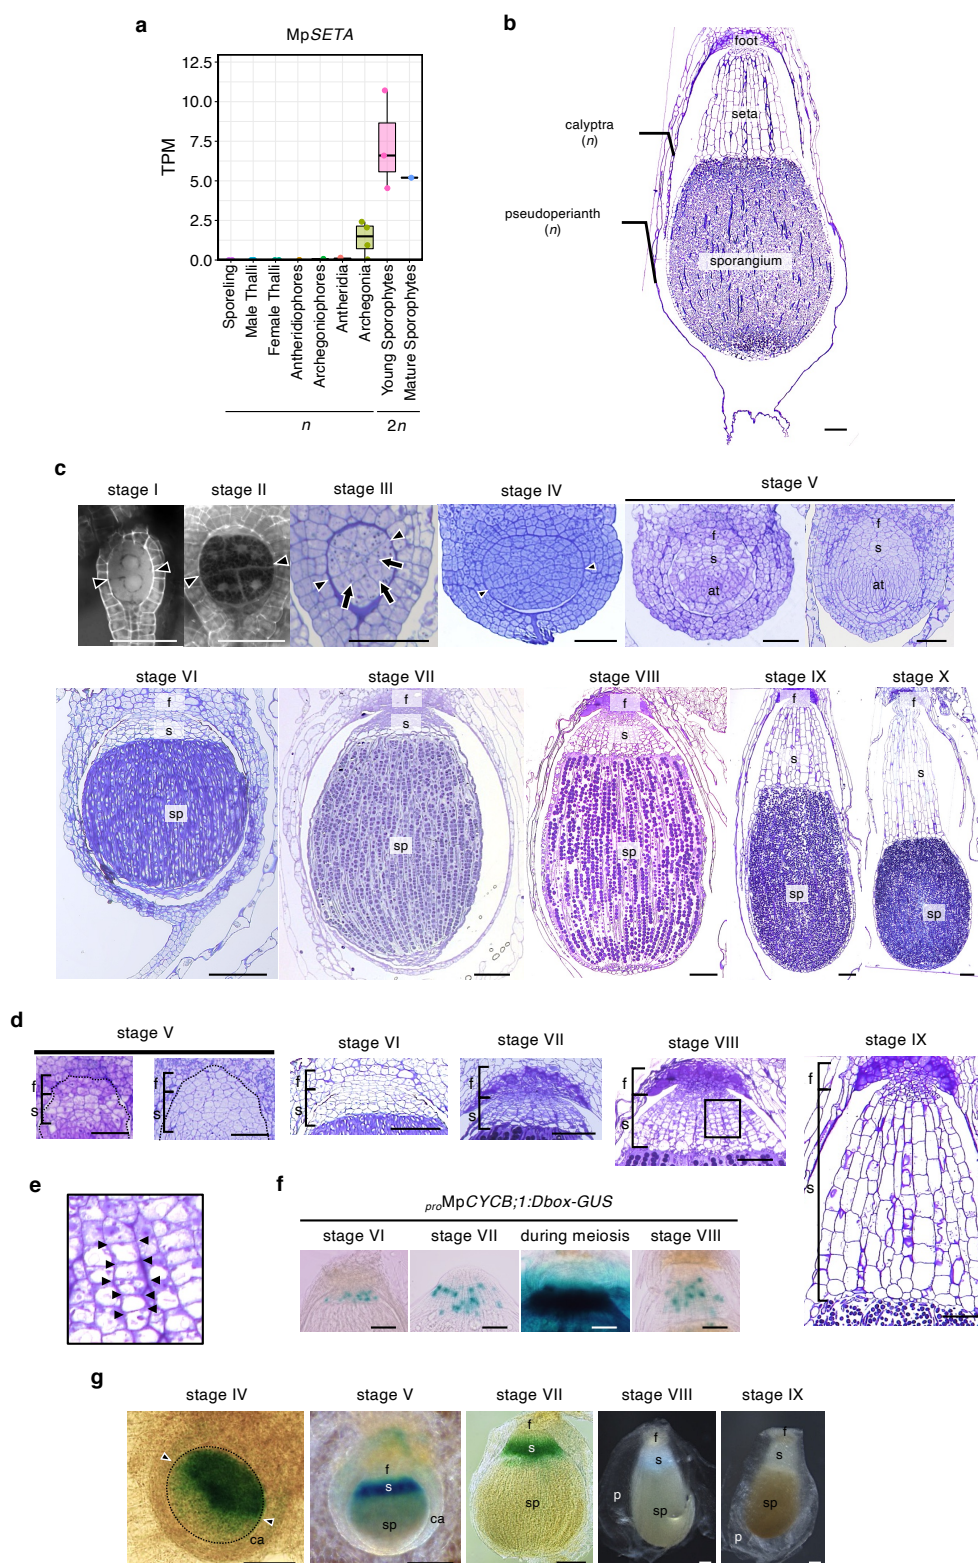 a
MpSETA
TPM
12.5
10.0
7.5
5.0
2.5
0.0
Sporeling
Male Thalli
Female Thalli
Antheridiophores
Archegoniophores
Antheridia
Archegonia
Young Sporophytes
Mature Sporophytes
n
2n
b
foot
seta
calyptra
(n)
pseudoperianth
(n)
sporangium
c
stage I
stage II
stage III
stage IV
stage V
f
s
at
f
s
at
stage VI
stage VII
stage VIII
stage IX
stage X
f
s
sp
f
s
sp
f
s
sp
f
s
sp
f
s
sp
d
stage V
stage VI
stage VII
stage VIII
stage IX
f
s
f
s
f
s
f
s
f
s
f
s
e
f
proMpCYCB;1:Dbox-GUS
stage VI
stage VII
during meiosis
stage VIII
g
stage IV
stage V
stage VII
stage VIII
stage IX
ca
f
s
sp
ca
f
s
sp
f
s
p
sp
f
s
sp
p